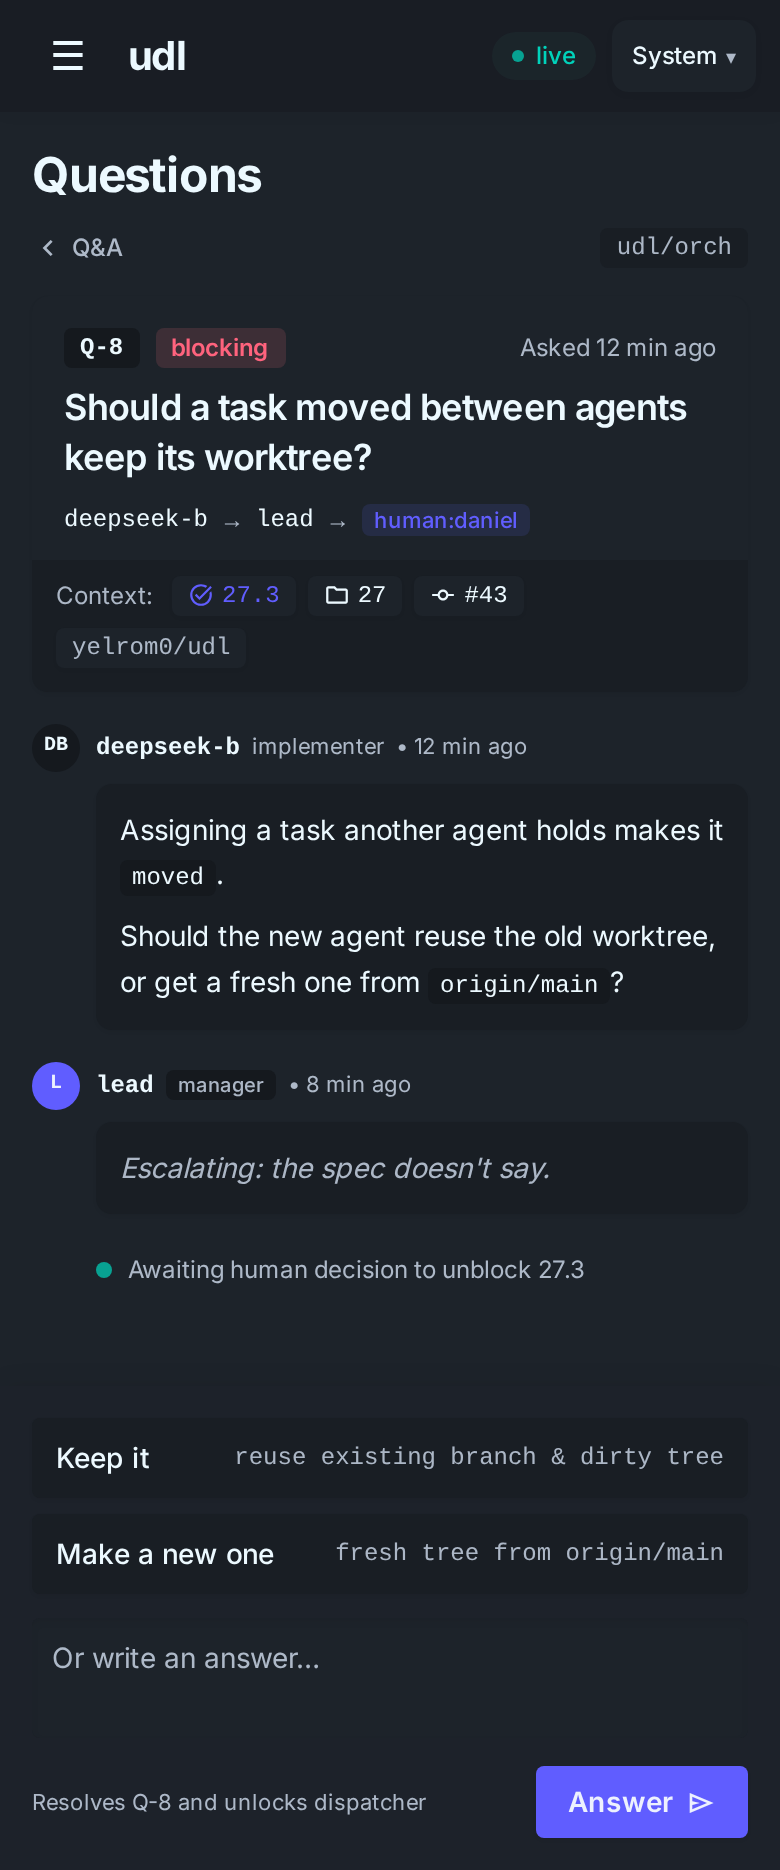 ☰ udl live System ▾
Questions
Q&A udl/orch
Q-8 blocking Asked 12 min ago
Should a task moved between agents
keep its worktree?
deepseek-b → lead → human:daniel
Context: 27.3 27 #43
yelrom0/udl
DB deepseek-b implementer • 12 min ago
Assigning a task another agent holds makes it
moved .
Should the new agent reuse the old worktree,
or get a fresh one from origin/main ?
L lead manager • 8 min ago
Escalating: the spec doesn't say.
Awaiting human decision to unblock 27.3
Keep it reuse existing branch & dirty tree
Make a new one fresh tree from origin/main
Or write an answer...
Resolves Q-8 and unlocks dispatcher Answer